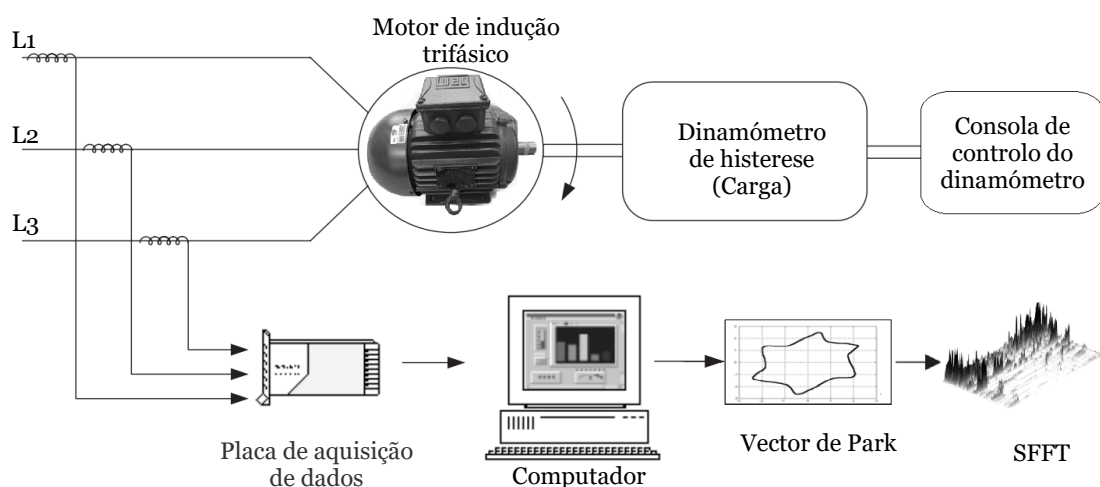 Motor de indução
trifásico
L1
L2
L3
Dinamómetro
de histerese
(Carga)
Consola de
controlo do
dinamómetro
Placa de aquisição
de dados
Computador
Vector de Park
SFFT